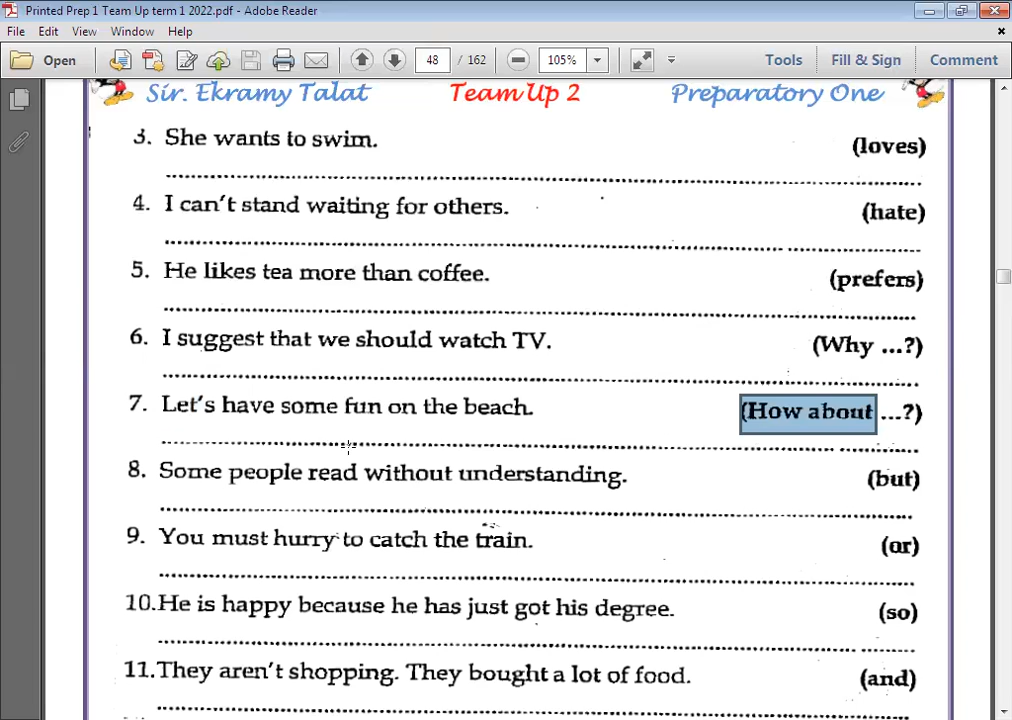 Printed Prep 1 Team Up term 1 2022.pdf - Adobe Reader
File Edit View Window Help
Open 48 / 162 105% Tools Fill & Sign Comment
Sir. Ekramy Talat Team Up 2 Preparatory One
3. She wants to swim. (loves)
4. I can't stand waiting for others. (hate)
5. He likes tea more than coffee. (prefers)
6. I suggest that we should watch TV. (Why ...?)
7. Let's have some fun on the beach. (How about ...?)
8. Some people read without understanding. (but)
9. You must hurry to catch the train. (or)
10.He is happy because he has just got his degree. (so)
11.They aren't shopping. They bought a lot of food. (and)